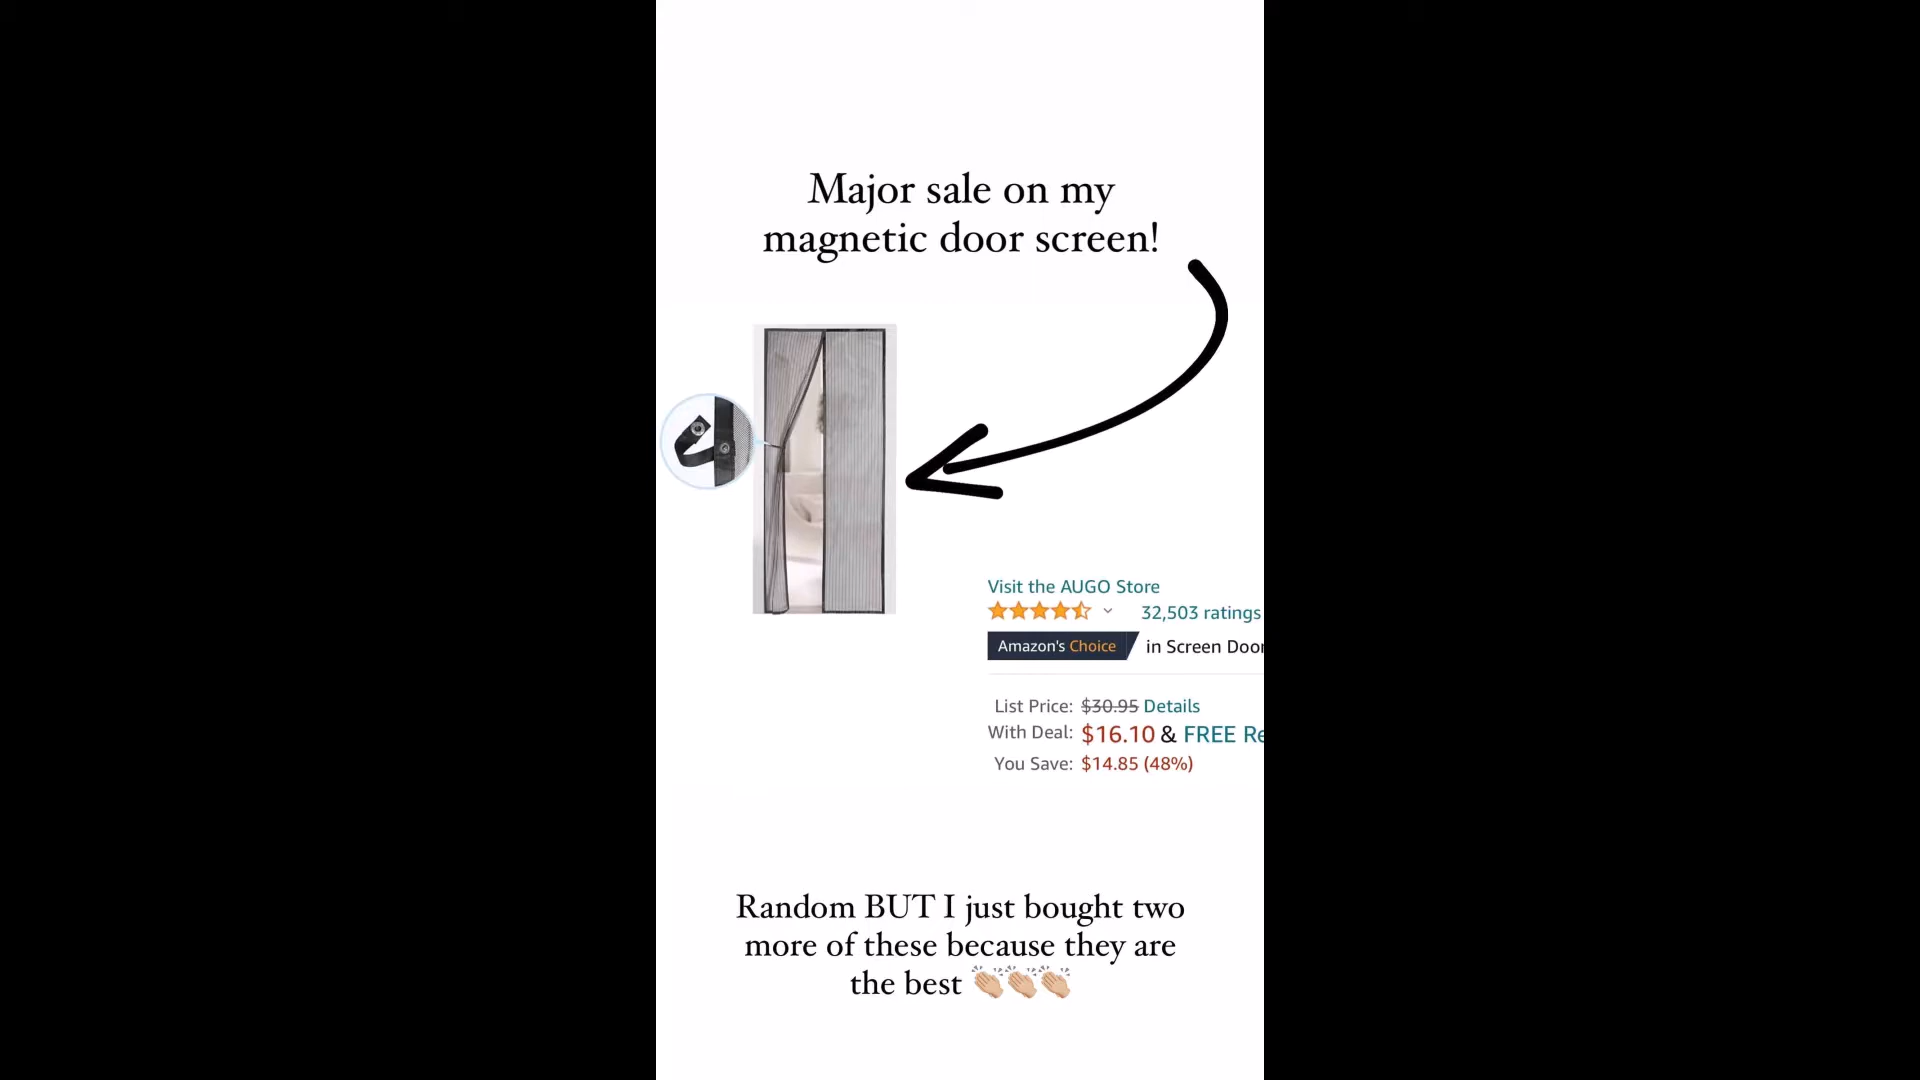 Major sale on my
magnetic door screen!
Visit the AUGO Store
32,503 ratings
Amazon's Choice in Screen Door
List Price: $30.95 Details
With Deal: $16.10 & FREE Re
You Save: $14.85 (48%)
Random BUT I just bought two
more of these because they are
the best 👏🏼👏🏼👏🏼